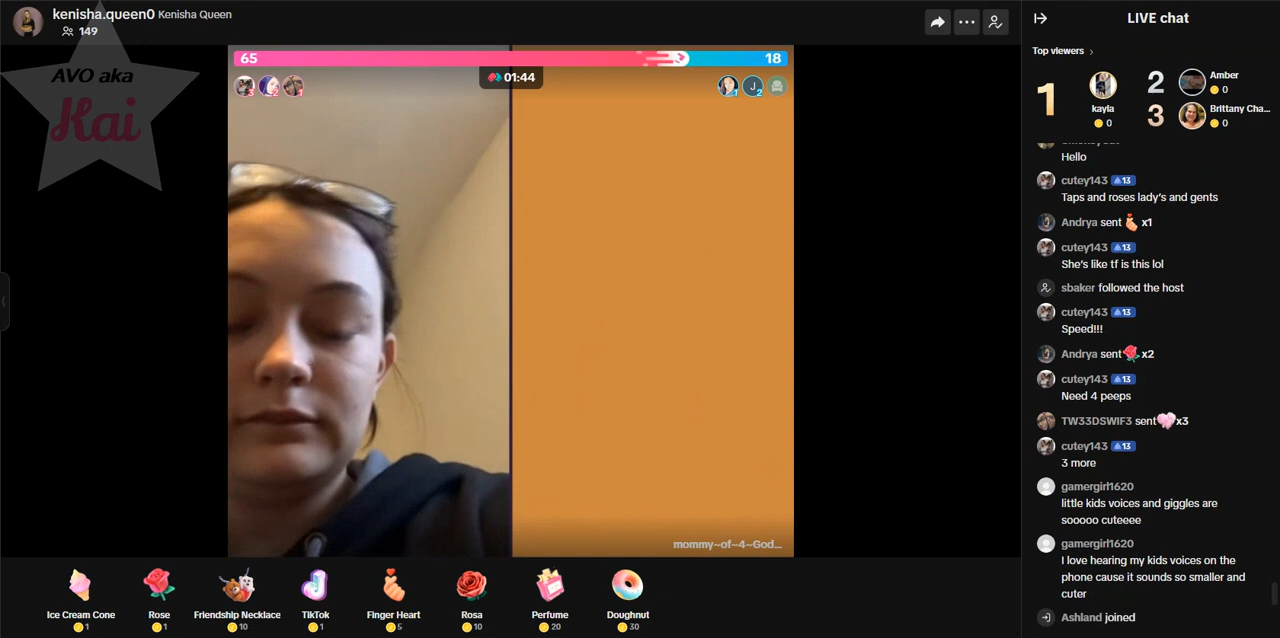 kenisha.queen0 Kenisha Queen
149
AVO aka
Kai
65
18
01:44
3
2
1
1
J
2
mommy~of~4~God...
Ice Cream Cone
1
Rose
1
Friendship Necklace
10
TikTok
1
Finger Heart
5
Rosa
10
Perfume
20
Doughnut
30
LIVE chat
Top viewers
1
kayla
0
2
Amber
0
3
Brittany Cha...
0
Hello
cutey143 13
Taps and roses lady's and gents
Andrya sent x1
cutey143 13
She's like tf is this lol
sbaker followed the host
cutey143 13
Speed!!!
Andrya sent x2
cutey143 13
Need 4 peeps
TW33DSWIF3 sent x3
cutey143 13
3 more
gamergirl1620
little kids voices and giggles are
sooooo cuteeee
gamergirl1620
I love hearing my kids voices on the
phone cause it sounds so smaller and
cuter
Ashland joined